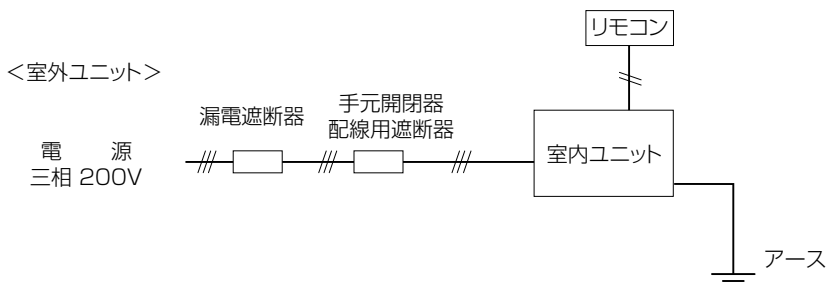 リモコン
＜室外ユニット＞
漏電遮断器
手元開閉器
配線用遮断器
電　源
三相 200V
室内ユニット
アース